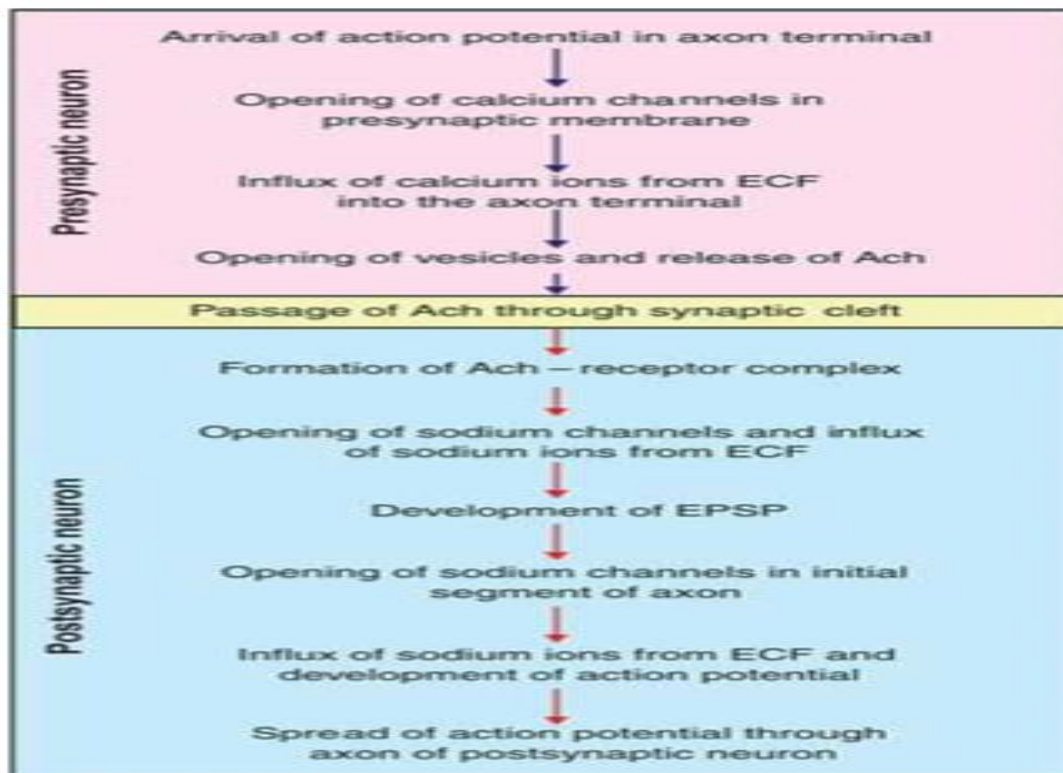 Presynaptic neuron
Arrival of action potential in axon terminal
Opening of calcium channels in
presynaptic membrane
Influx of calcium ions from ECF
into the axon terminal
Opening of vesicles and release of Ach
Passage of Ach through synaptic cleft
Postsynaptic neuron
Formation of Ach – receptor complex
Opening of sodium channels and influx
of sodium ions from ECF
Development of EPSP
Opening of sodium channels in initial
segment of axon
Influx of sodium ions from ECF and
development of action potential
Spread of action potential through
axon of postsynaptic neuron